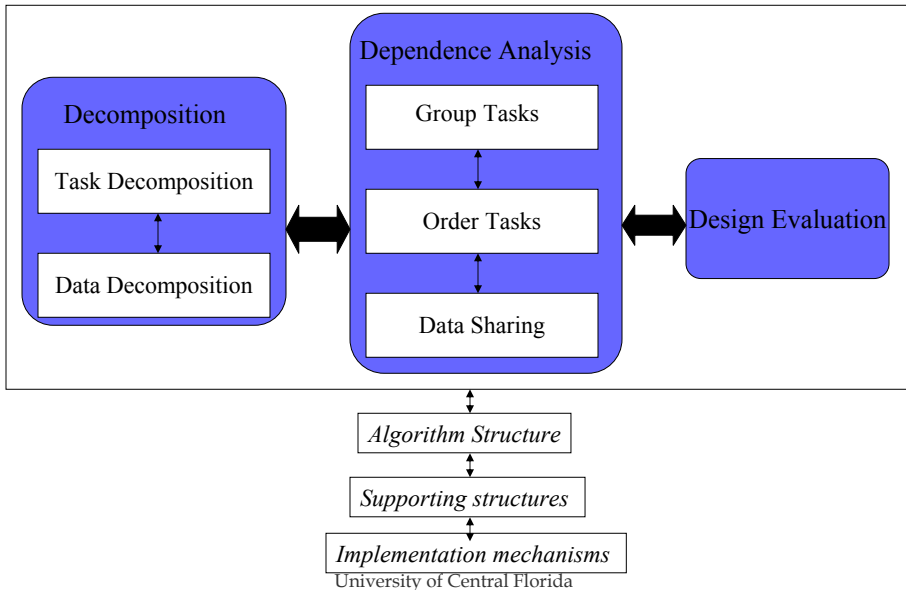 Decomposition
Task Decomposition
Data Decomposition
Dependence Analysis
Group Tasks
Order Tasks
Data Sharing
Design Evaluation
Algorithm Structure
Supporting structures
Implementation mechanisms
University of Central Florida